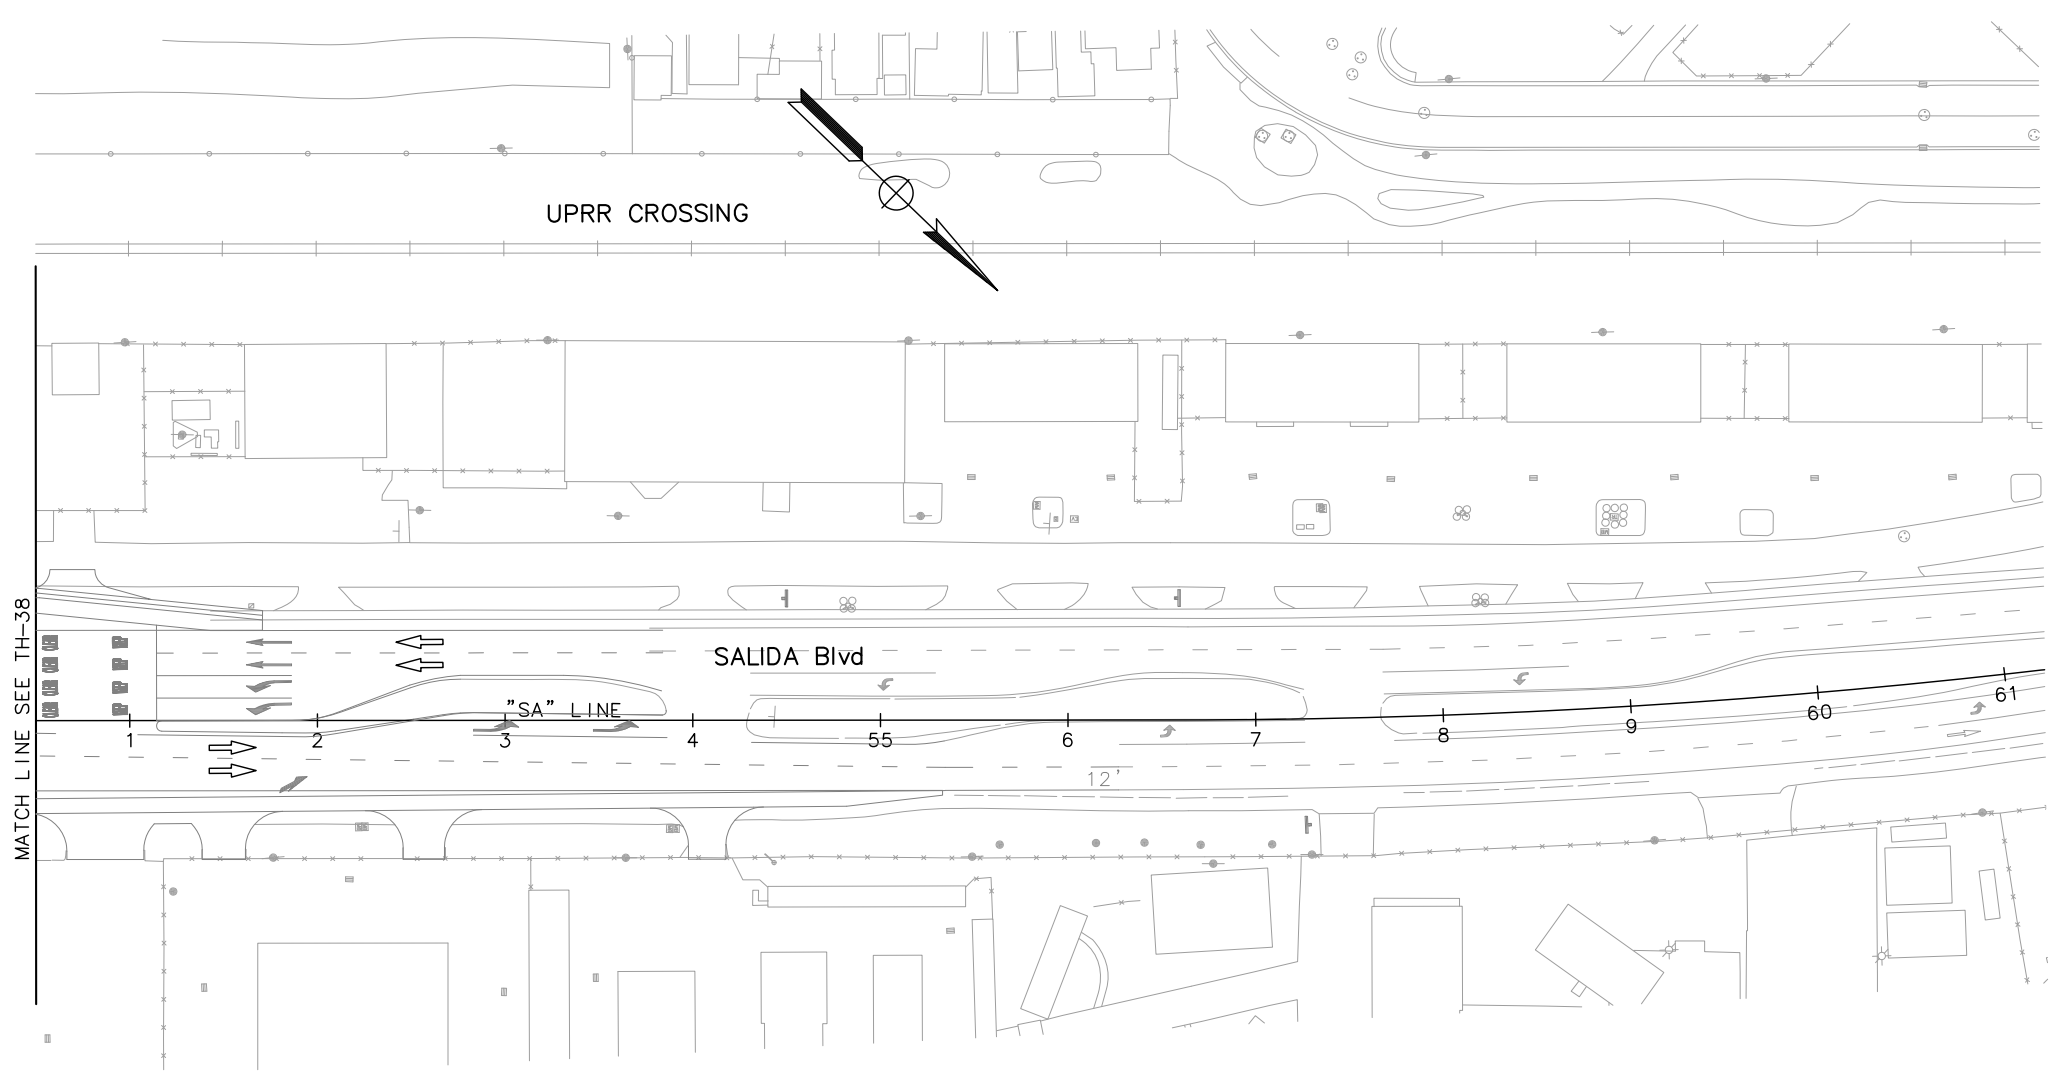 UPRR CROSSING
MATCH LINE SEE TH-38
SALIDA Blvd
"SA" LINE
1 2 3 4 55 6 7 8 9 60 61
12'